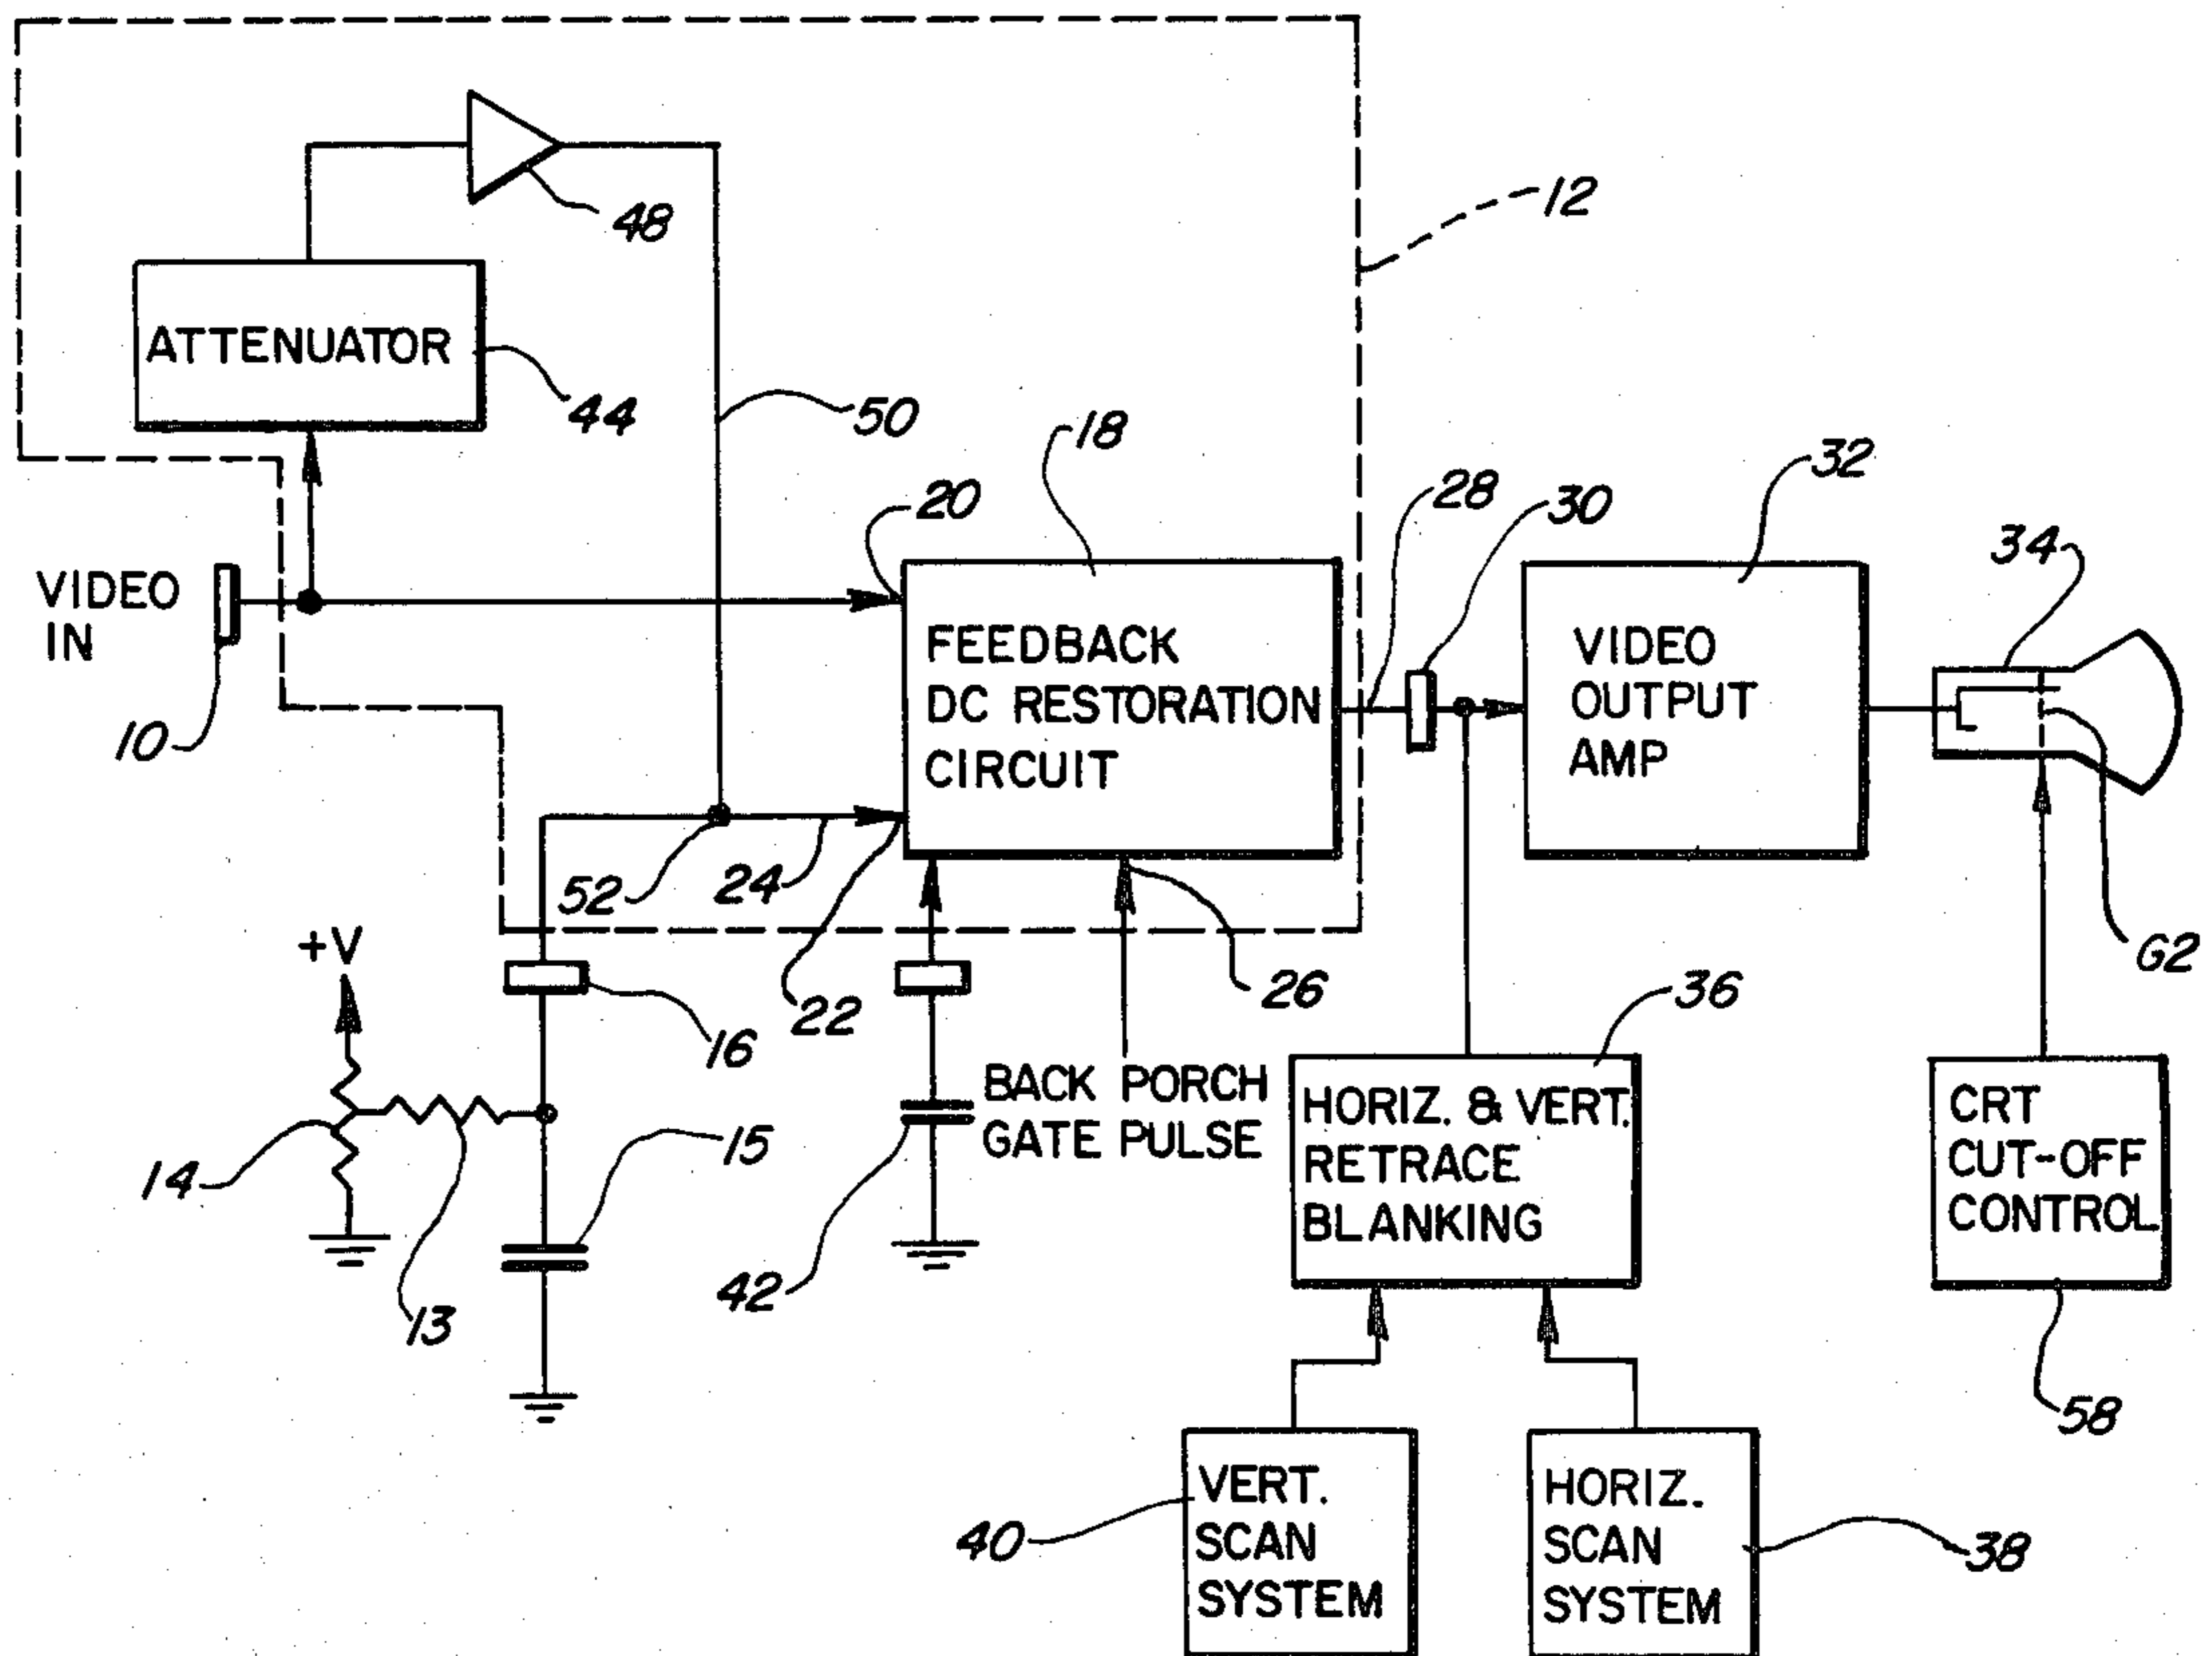 12
48
ATTENUATOR
44
50
18
20
28
30
32
34
VIDEO
IN
10
FEEDBACK
DC RESTORATION
CIRCUIT
VIDEO
OUTPUT
AMP
52
24
22
26
G2
+V
16
36
14
13
15
42
BACK PORCH
GATE PULSE
HORIZ. & VERT.
RETRACE
BLANKING
CRT
CUT-OFF
CONTROL
58
40
VERT.
SCAN
SYSTEM
HORIZ.
SCAN
SYSTEM
38